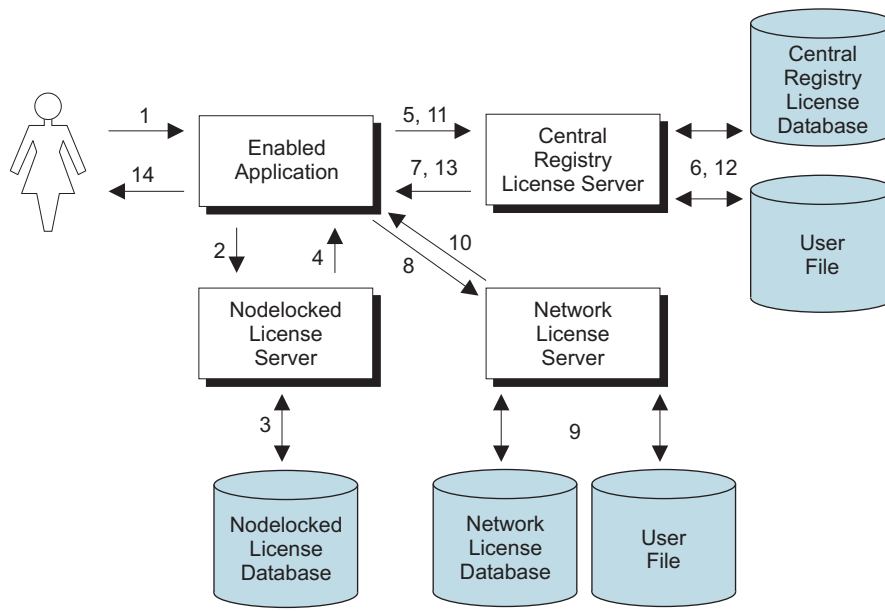 Central
Registry
License
Database
1
5, 11
Enabled
Application
Central
Registry
License Server
14
7, 13
6, 12
User
File
2
4
8
10
Nodelocked
License
Server
Network
License
Server
3
9
Nodelocked
License
Database
Network
License
Database
User
File